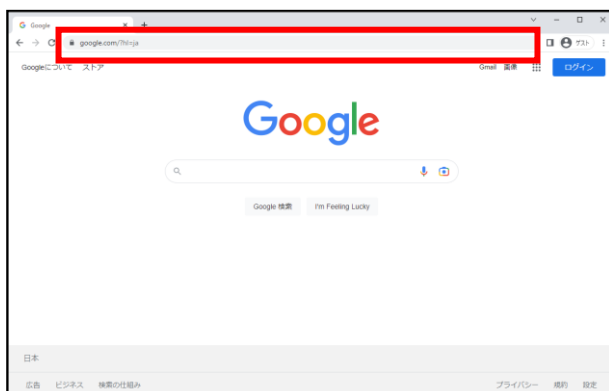 Google
google.com/?hl=ja
ゲスト
Googleについて ストア
Gmail 画像
ログイン
Google
Google 検索 I'm Feeling Lucky
日本
広告 ビジネス 検索の仕組み
プライバシー 規約 設定